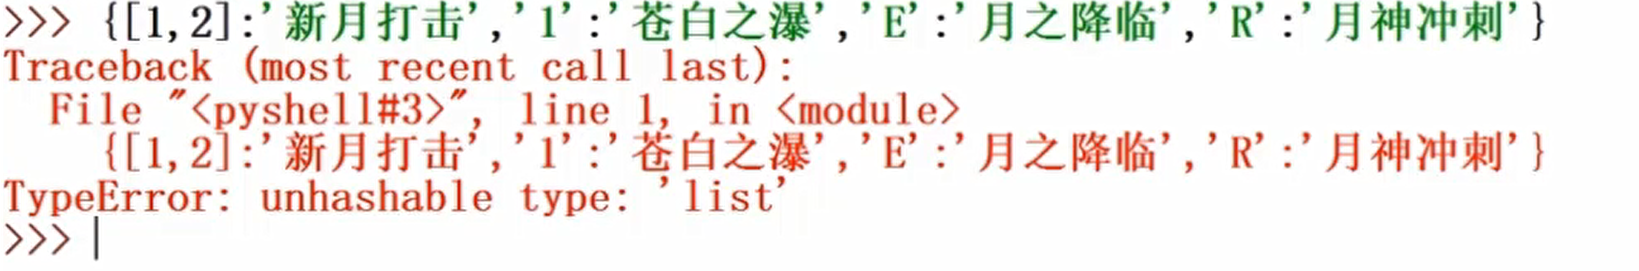 >>> {[1,2]:'新月打击','1':'苍白之瀑','E':'月之降临','R':'月神冲刺'}
Traceback (most recent call last):
  File "<pyshell#3>", line 1, in <module>
    {[1,2]:'新月打击','1':'苍白之瀑','E':'月之降临','R':'月神冲刺'}
TypeError: unhashable type: 'list'
>>>